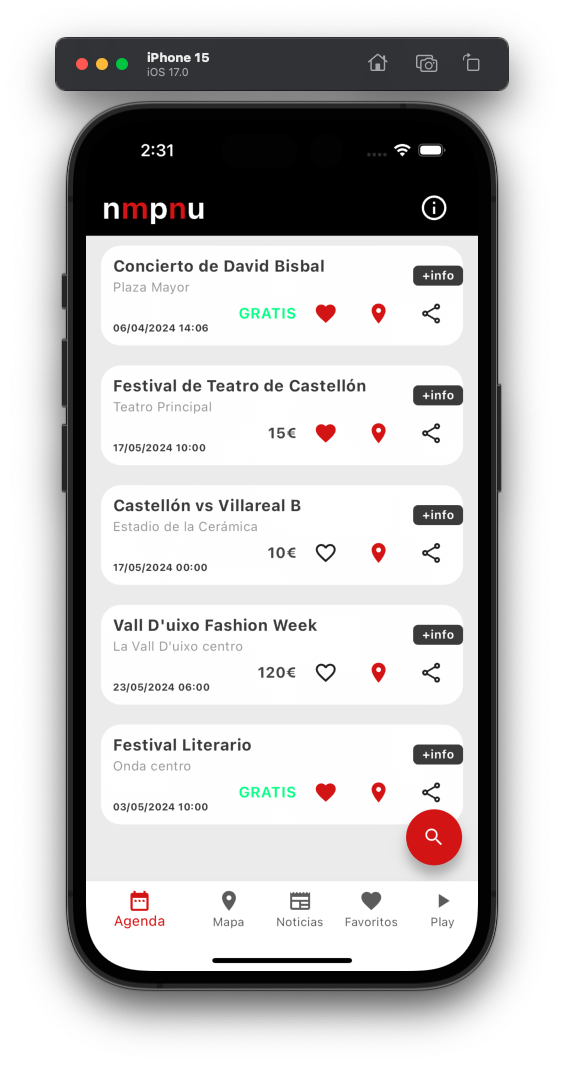 iPhone 15
iOS 17.0
2:31
nmpnu
Concierto de David Bisbal
+info
Plaza Mayor
GRATIS
06/04/2024 14:06
Festival de Teatro de Castellón
+info
Teatro Principal
15€
17/05/2024 10:00
Castellón vs Villareal B
+info
Estadio de la Cerámica
10€
17/05/2024 00:00
Vall D'uixo Fashion Week
+info
La Vall D'uixo centro
120€
23/05/2024 06:00
Festival Literario
+info
Onda centro
GRATIS
03/05/2024 10:00
Agenda Mapa Noticias Favoritos Play